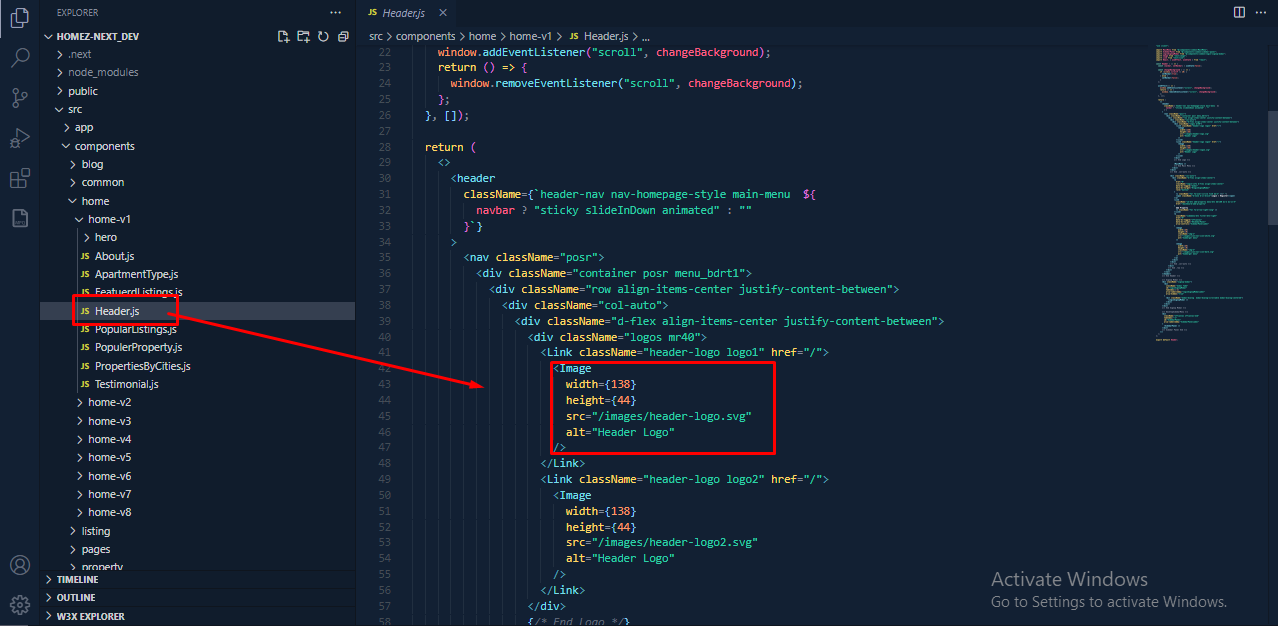 EXPLORER
HOMEZ-NEXT_DEV
.next
node_modules
public
src
app
components
blog
common
home
home-v1
hero
JS About.js
JS ApartmentType.js
JS FeatuerdListings.js
JS Header.js
JS PopularListings.js
JS PopulerProperty.js
JS PropertiesByCities.js
JS Testimonial.js
home-v2
home-v3
home-v4
home-v5
home-v6
home-v7
home-v8
listing
pages
property
TIMELINE
OUTLINE
W3X EXPLORER
JS Header.js
src > components > home > home-v1 > JS Header.js > ...
22 window.addEventListener("scroll", changeBackground);
23 return () => {
24 window.removeEventListener("scroll", changeBackground);
25 };
26 }, []);
27
28 return (
29 <>
30 <header
31 className={`header-nav nav-homepage-style main-menu  ${
32 navbar ? "sticky slideInDown animated" : ""
33 }`}
34 >
35 <nav className="posr">
36 <div className="container posr menu_bdrt1">
37 <div className="row align-items-center justify-content-between">
38 <div className="col-auto">
39 <div className="d-flex align-items-center justify-content-between">
40 <div className="logos mr40">
41 <Link className="header-logo logo1" href="/">
42 <Image
43 width={138}
44 height={44}
45 src="/images/header-logo.svg"
46 alt="Header Logo"
47 />
48 </Link>
49 <Link className="header-logo logo2" href="/">
50 <Image
51 width={138}
52 height={44}
53 src="/images/header-logo2.svg"
54 alt="Header Logo"
55 />
56 </Link>
57 </div>
58 {/* End Logo */}
Activate Windows
Go to Settings to activate Windows.